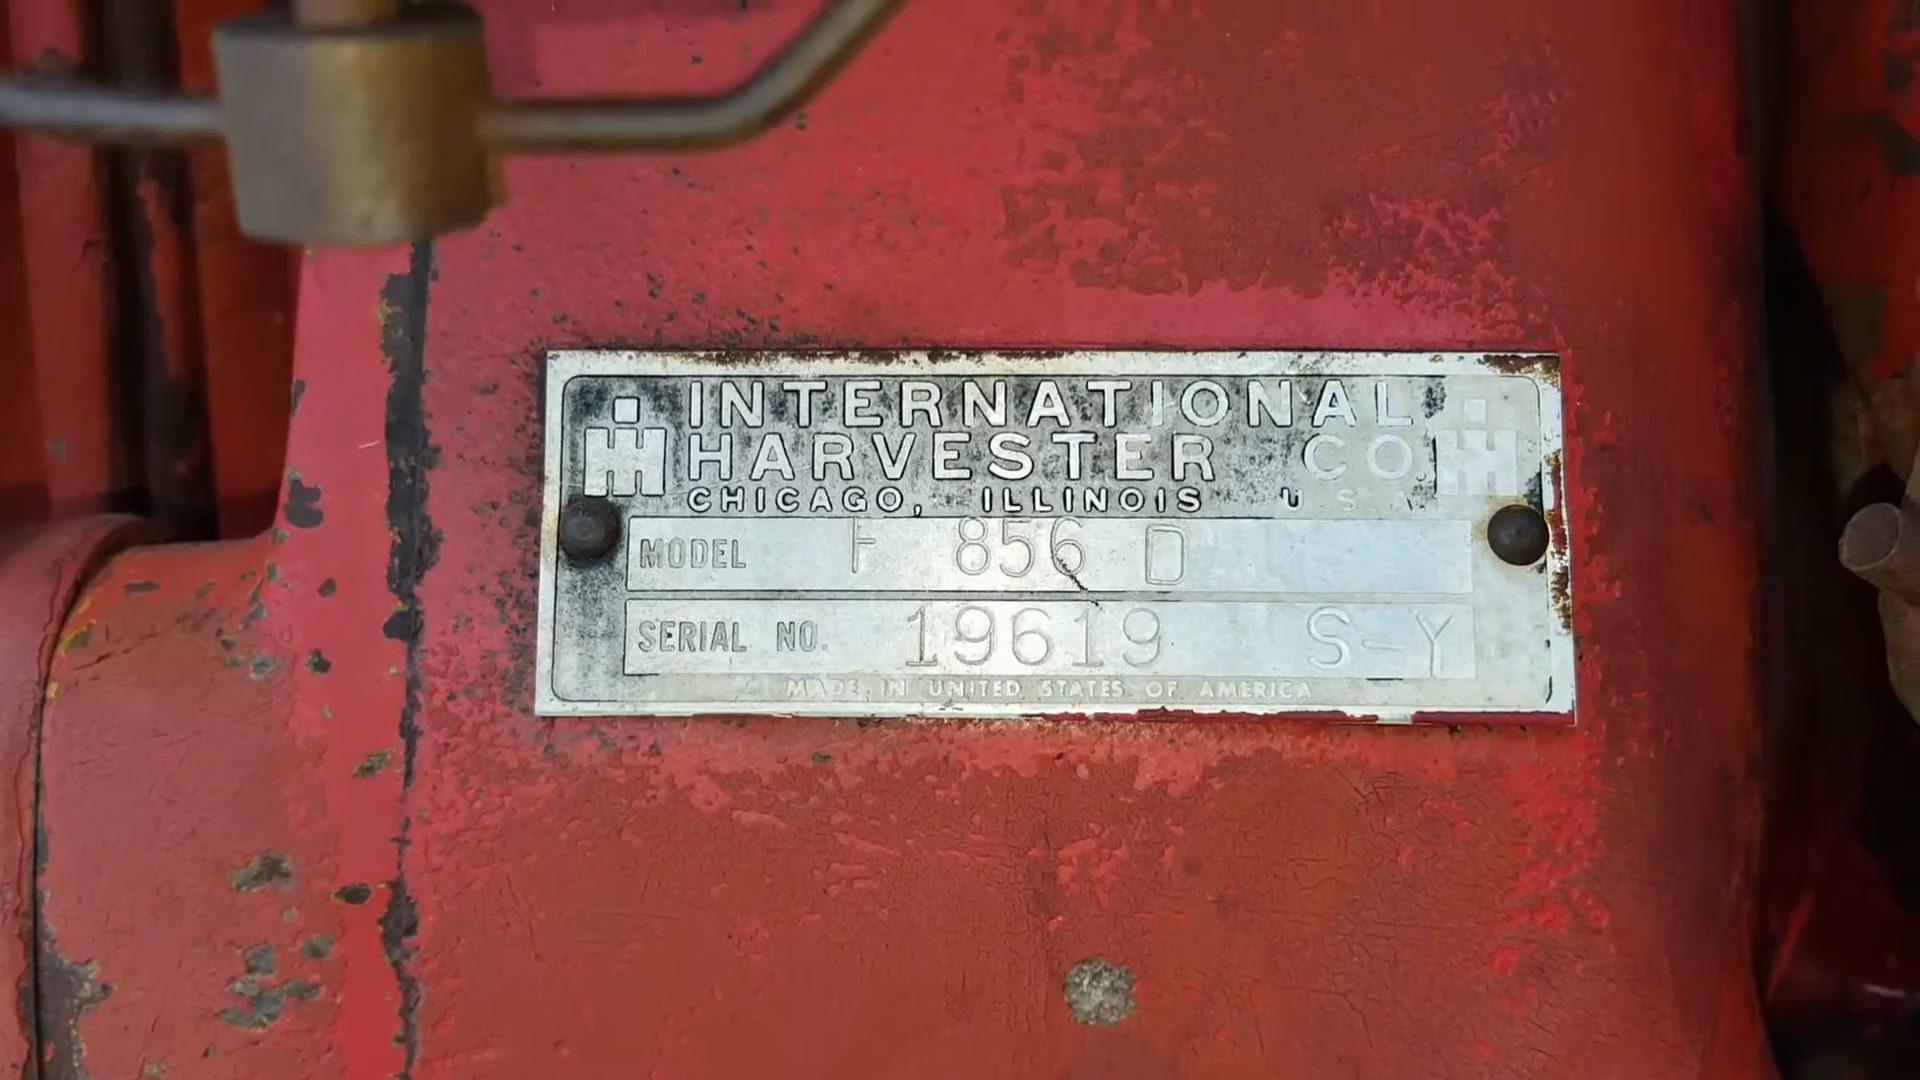 INTERNATIONAL
HARVESTER CO
CHICAGO, ILLINOIS U.S.A.
MODEL F 856 D
SERIAL NO. 19619 S-Y
MADE IN UNITED STATES OF AMERICA